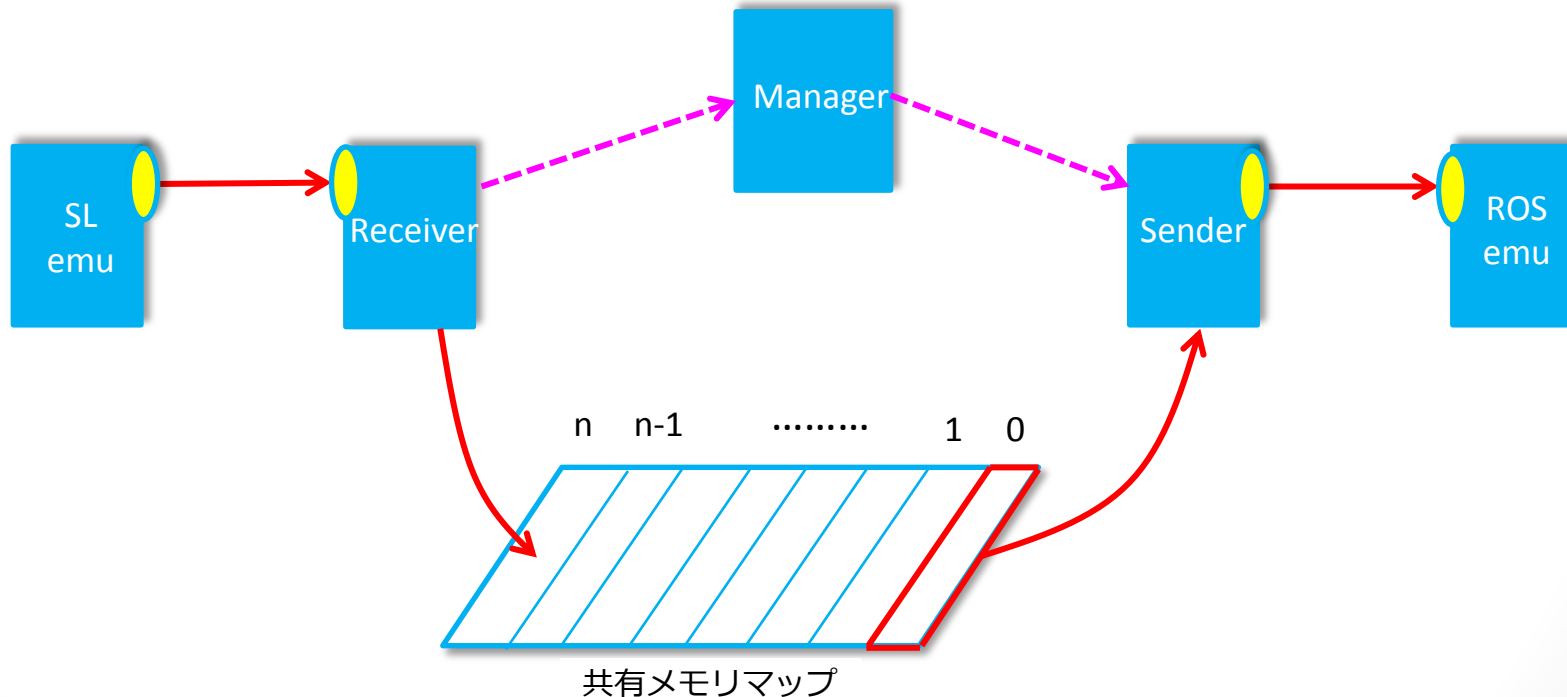 Manager
SL
emu
Receiver
Sender
ROS
emu
n n-1 ......... 1 0
共有メモリマップ